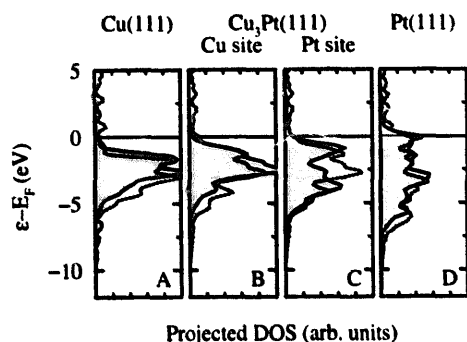 Cu(111) Cu₃Pt(111) Pt(111)
Cu site Pt site
5
0
−5
−10
ε−E_F (eV)
A B C D
Projected DOS (arb. units)